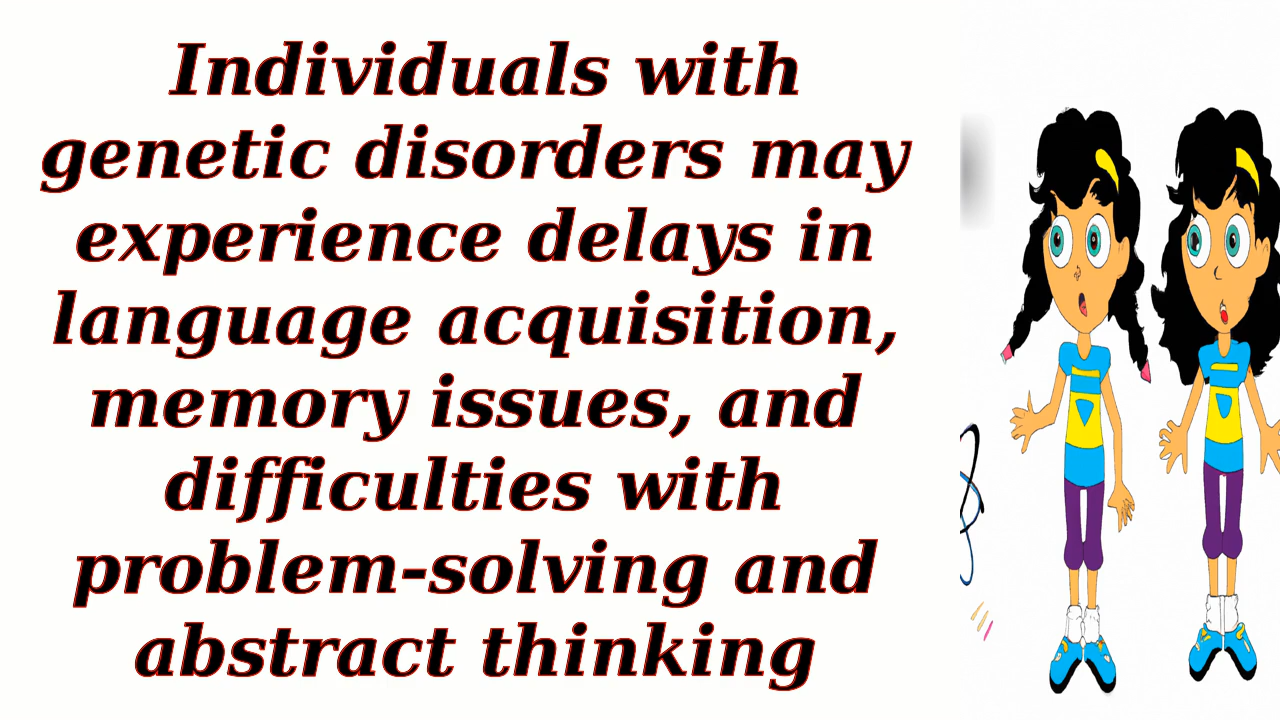 Individuals with
genetic disorders may
experience delays in
language acquisition,
memory issues, and
difficulties with
problem-solving and
abstract thinking